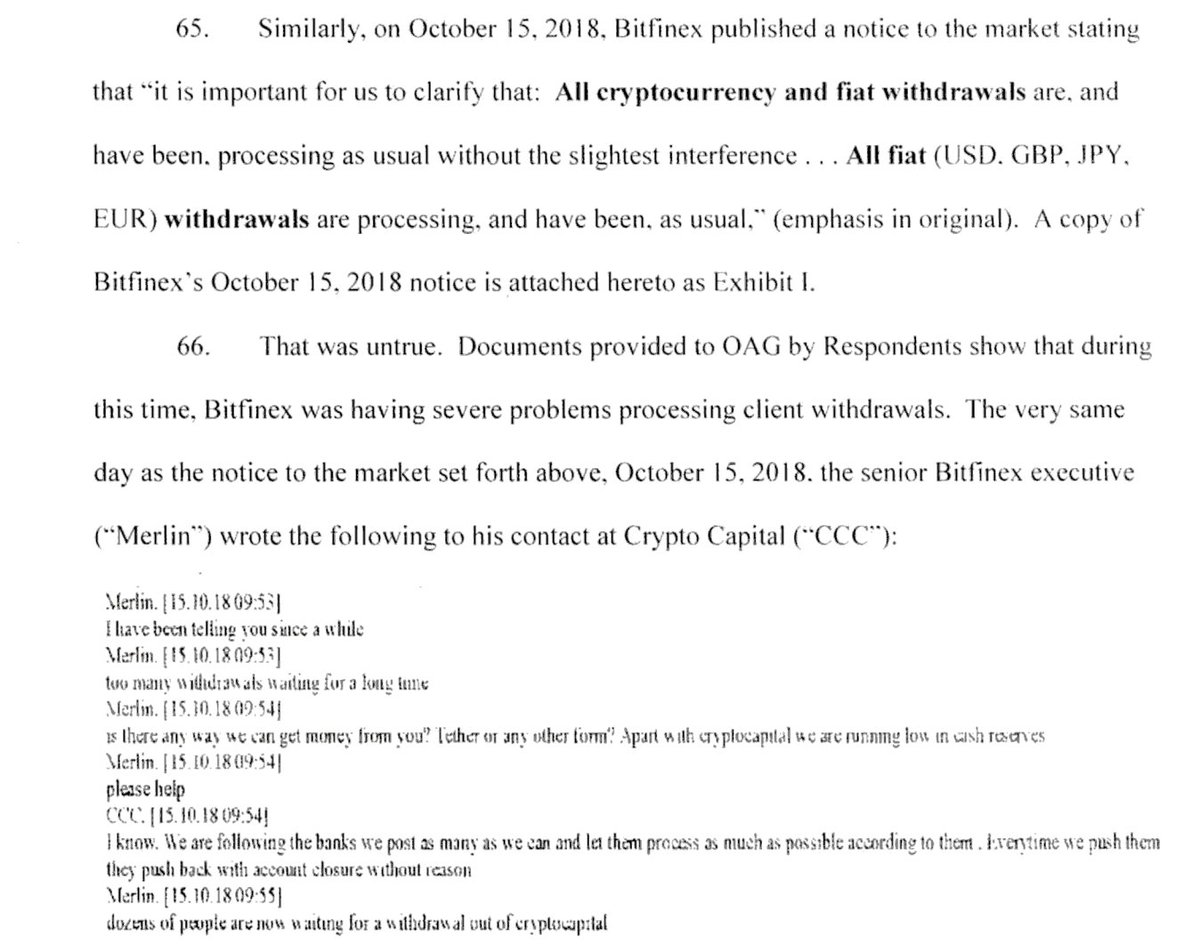 65. Similarly, on October 15, 2018, Bitfinex published a notice to the market stating
that “it is important for us to clarify that: All cryptocurrency and fiat withdrawals are, and
have been, processing as usual without the slightest interference . . . All fiat (USD. GBP, JPY,
EUR) withdrawals are processing, and have been, as usual,” (emphasis in original). A copy of
Bitfinex’s October 15, 2018 notice is attached hereto as Exhibit I.
66. That was untrue. Documents provided to OAG by Respondents show that during
this time, Bitfinex was having severe problems processing client withdrawals. The very same
day as the notice to the market set forth above, October 15, 2018. the senior Bitfinex executive
(“Merlin”) wrote the following to his contact at Crypto Capital (“CCC”):
Merlin. [15.10.18 09:53]
I have been telling you since a while
Merlin. [15.10.18 09:53]
too many withdrawals waiting for a long time
Merlin. [15.10.18 09:54]
is there any way we can get money from you? Tether or any other form? Apart with cryptocapital we are running low in cash reserves
Merlin. [15.10.18 09:54]
please help
CCC. [15.10.18 09:54]
I know. We are following the banks we post as many as we can and let them process as much as possible according to them . Everytime we push them
they push back with account closure without reason
Merlin. [15.10.18 09:55]
dozens of people are now waiting for a withdrawal out of cryptocapital